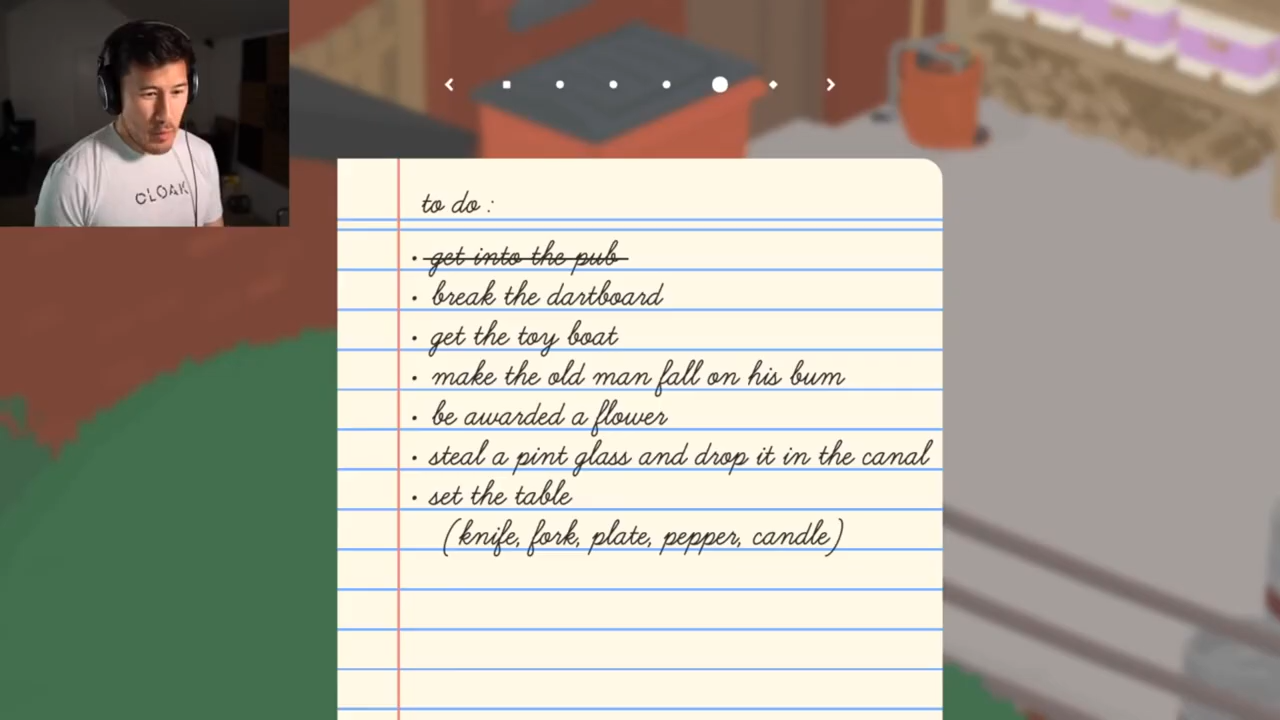 CLOAK
to do :
• get into the pub
• break the dartboard
• get the toy boat
• make the old man fall on his bum
• be awarded a flower
• steal a pint glass and drop it in the canal
• set the table
(knife, fork, plate, pepper, candle)